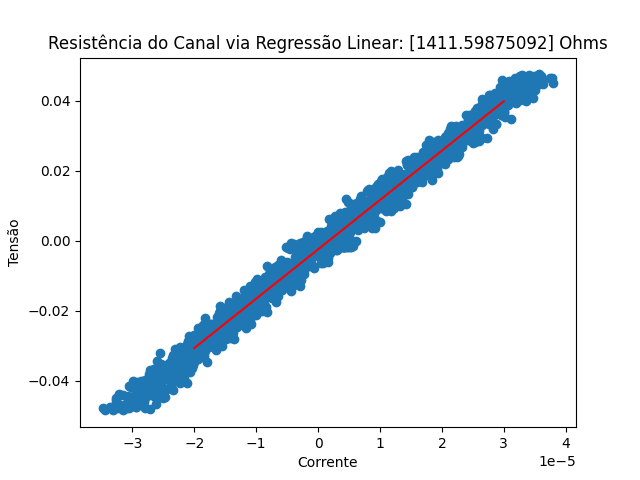 Resistência do Canal via Regressão Linear: [1411.59875092] Ohms
0.04
0.02
0.00
−0.02
−0.04
Tensão
−3 −2 −1 0 1 2 3 4
1e−5
Corrente